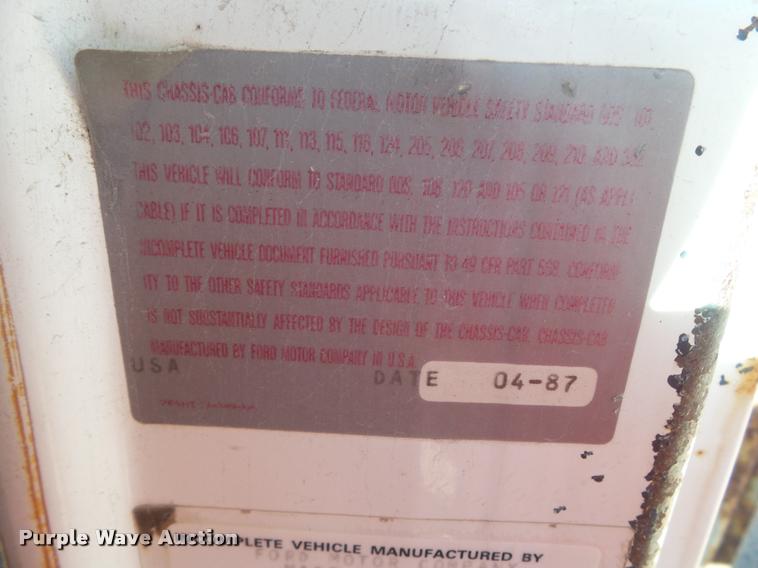 THIS CHASSIS-CAB CONFORMS TO FEDERAL MOTOR VEHICLE SAFETY STANDARD NOS. 101,
102, 103, 104, 106, 107, 111, 113, 115, 116, 124, 205, 206, 207, 208, 209, 210 AND 302.
THIS VEHICLE WILL CONFORM TO STANDARD NOS. 108, 120 AND 105 OR 121 (AS APPLI-
CABLE) IF IT IS COMPLETED IN ACCORDANCE WITH THE INSTRUCTIONS CONTAINED IN THE
INCOMPLETE VEHICLE DOCUMENT FURNISHED PURSUANT TO 49 CFR PART 568. CONFORM-
ITY TO THE OTHER SAFETY STANDARDS APPLICABLE TO THIS VEHICLE WHEN COMPLETED
IS NOT SUBSTANTIALLY AFFECTED BY THE DESIGN OF THE CHASSIS-CAB. CHASSIS-CAB
MANUFACTURED BY FORD MOTOR COMPANY IN U.S.A.
USA DATE 04-87
PLETE VEHICLE MANUFACTURED BY
FORD MOTOR COMPANY
Purple Wave Auction